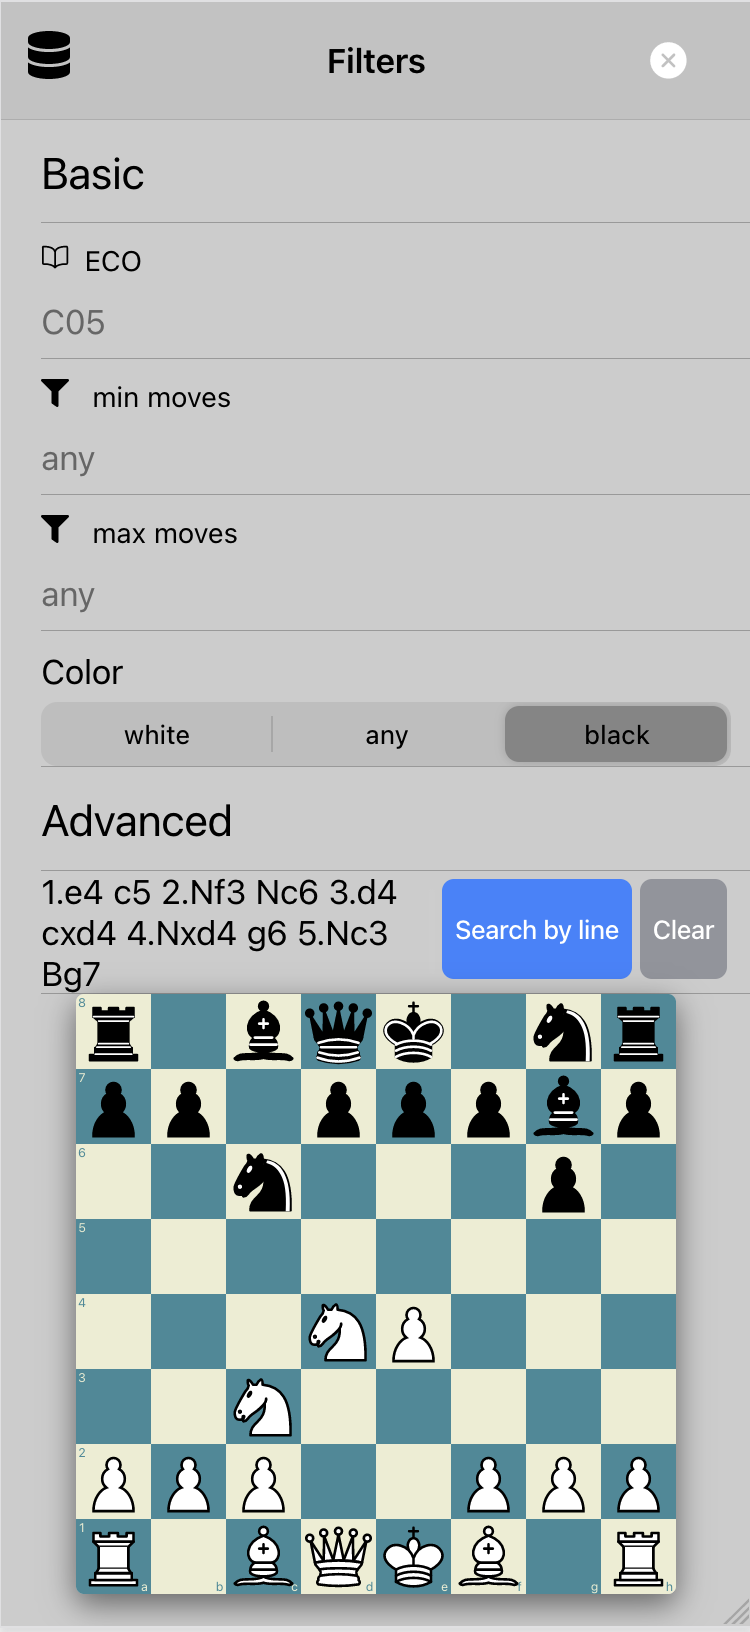 Filters
Basic
ECO
C05
min moves
any
max moves
any
Color
white any black
Advanced
1.e4 c5 2.Nf3 Nc6 3.d4
cxd4 4.Nxd4 g6 5.Nc3
Bg7
Search by line Clear
8
7
6
5
4
3
2
1
a b c d e f g h